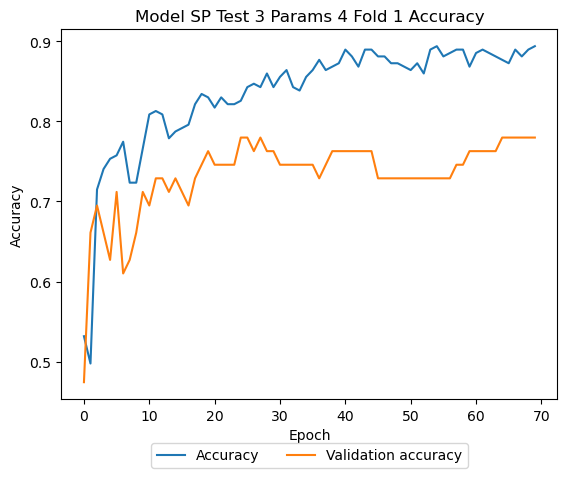 Model SP Test 3 Params 4 Fold 1 Accuracy
0.9
0.8
0.7
0.6
0.5
Accuracy
0 10 20 30 40 50 60 70
Epoch
Accuracy Validation accuracy